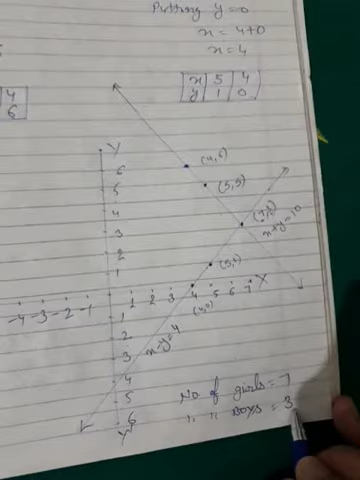 Putting y=0
x = 4+0
x = 4
x 5 4
y 1 0
4
6
Y
(4,6)
6
(5,5)
5
4
3
2
1
(7,3)
x+y=10
(5,1)
X
-4 -3 -2 -1 1 2 3 4 5 6 7
(4,0)
1
2
3
4
5
6
x-y=4
Y'
No of girls = 7
" " Boys = 3